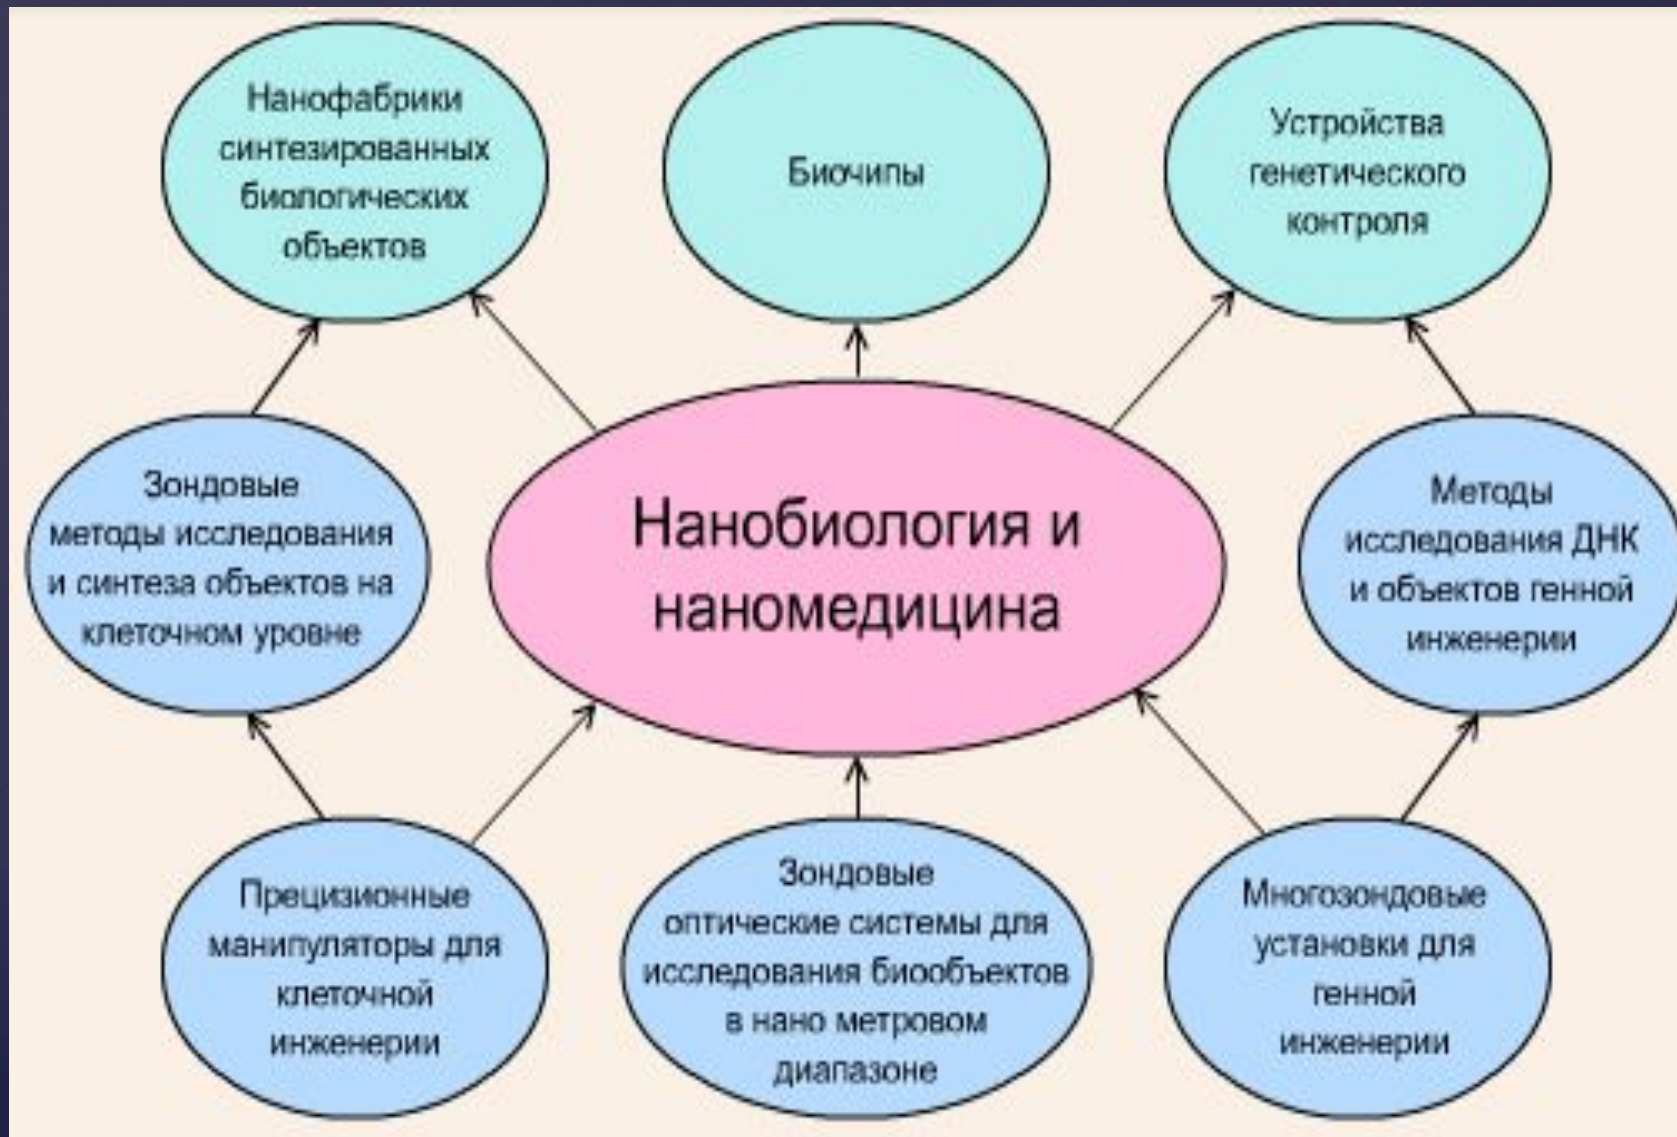 Нанофабрики
синтезированных
биологических
объектов
Биочипы
Устройства
генетического
контроля
Зондовые
методы исследования
и синтеза объектов на
клеточном уровне
Нанобиология и
наномедицина
Методы
исследования ДНК
и объектов генной
инженерии
Прецизионные
манипуляторы для
клеточной
инженерии
Зондовые
оптические системы для
исследования биообъектов
в нано метровом
диапазоне
Многозондовые
установки для
генной
инженерии